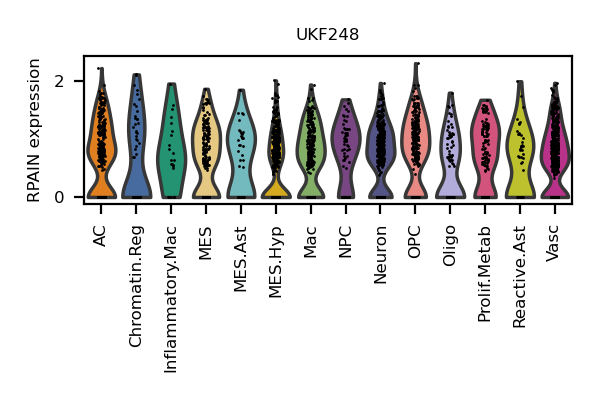 UKF248
RPAIN expression
2
0
AC
Chromatin.Reg
Inflammatory.Mac
MES
MES.Ast
MES.Hyp
Mac
NPC
Neuron
OPC
Oligo
Prolif.Metab
Reactive.Ast
Vasc